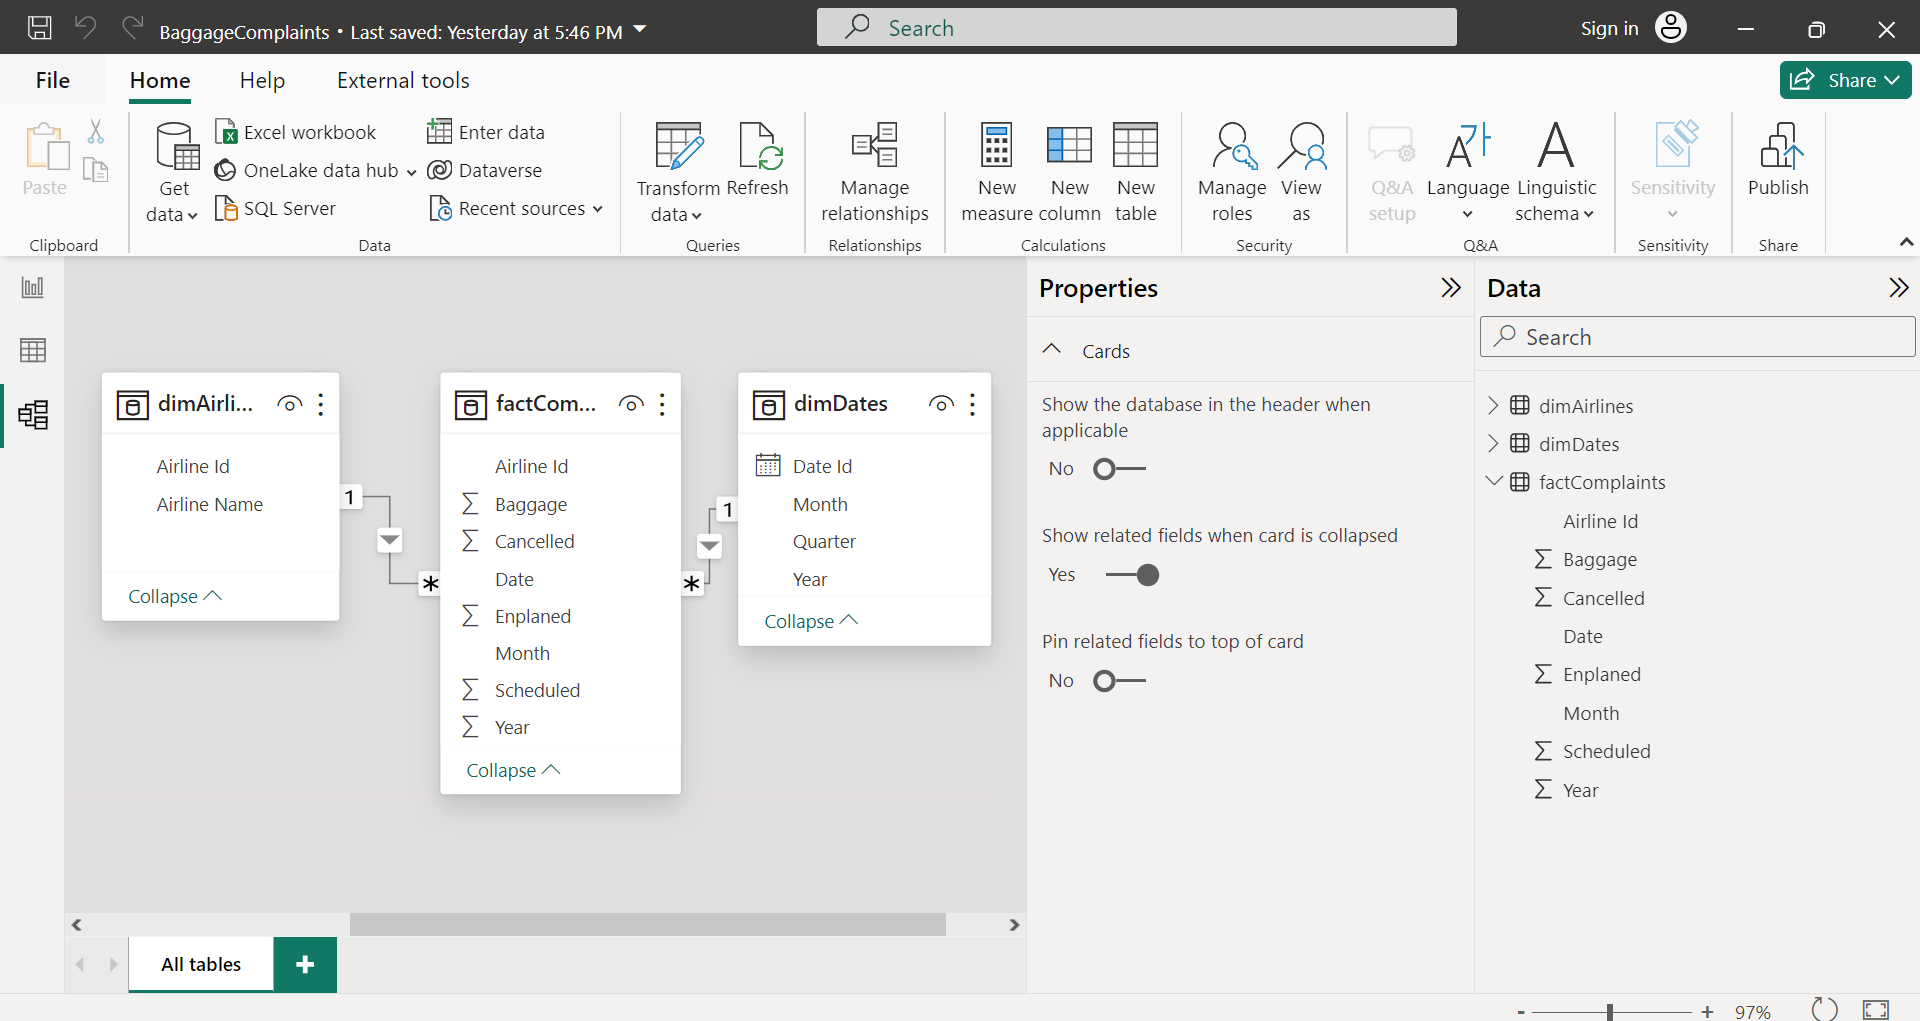 BaggageComplaints • Last saved: Yesterday at 5:46 PM
Search
Sign in
File
Home
Help
External tools
Share
Paste
Clipboard
Get
data
Excel workbook
OneLake data hub
SQL Server
Enter data
Dataverse
Recent sources
Data
Transform
data
Refresh
Queries
Manage
relationships
Relationships
New
measure
New
column
New
table
Calculations
Manage
roles
View
as
Security
Q&A
setup
Language
Linguistic
schema
Q&A
Sensitivity
Sensitivity
Publish
Share
dimAirli...
Airline Id
Airline Name
Collapse
1
*
factCom...
Airline Id
Σ Baggage
Σ Cancelled
Date
Σ Enplaned
Month
Σ Scheduled
Σ Year
Collapse
1
*
dimDates
Date Id
Month
Quarter
Year
Collapse
Properties
Cards
Show the database in the header when
applicable
No
Show related fields when card is collapsed
Yes
Pin related fields to top of card
No
Data
Search
dimAirlines
dimDates
factComplaints
Airline Id
Σ Baggage
Σ Cancelled
Date
Σ Enplaned
Month
Σ Scheduled
Σ Year
All tables
+
- + 97%